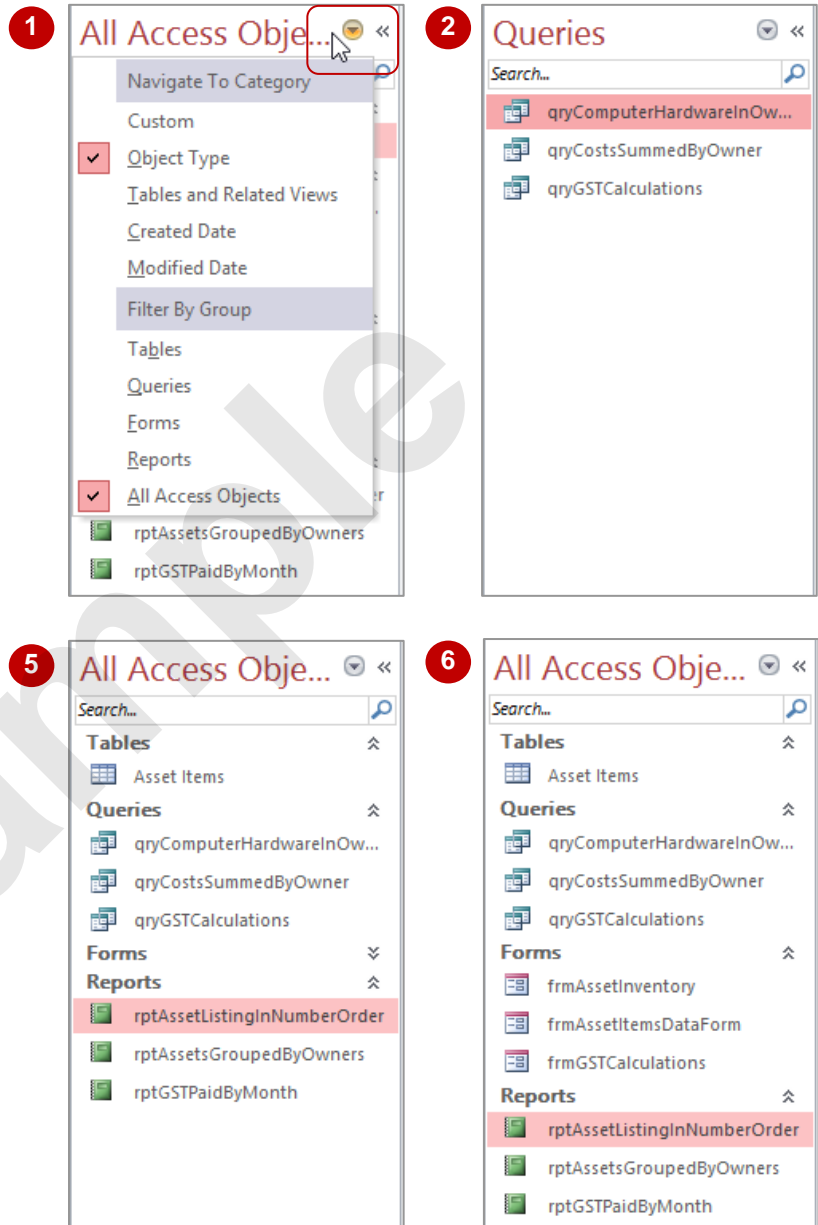 1
All Access Obje...
«
Navigate To Category
Custom
Object Type
Tables and Related Views
Created Date
Modified Date
Filter By Group
Tables
Queries
Forms
Reports
All Access Objects
rptAssetsGroupedByOwners
rptGSTPaidByMonth
2
Queries
«
Search...
qryComputerHardwareInOw...
qryCostsSummedByOwner
qryGSTCalculations
5
All Access Obje...
«
Search...
Tables
Asset Items
Queries
qryComputerHardwareInOw...
qryCostsSummedByOwner
qryGSTCalculations
Forms
Reports
rptAssetListingInNumberOrder
rptAssetsGroupedByOwners
rptGSTPaidByMonth
6
All Access Obje...
«
Search...
Tables
Asset Items
Queries
qryComputerHardwareInOw...
qryCostsSummedByOwner
qryGSTCalculations
Forms
frmAssetInventory
frmAssetItemsDataForm
frmGSTCalculations
Reports
rptAssetListingInNumberOrder
rptAssetsGroupedByOwners
rptGSTPaidByMonth